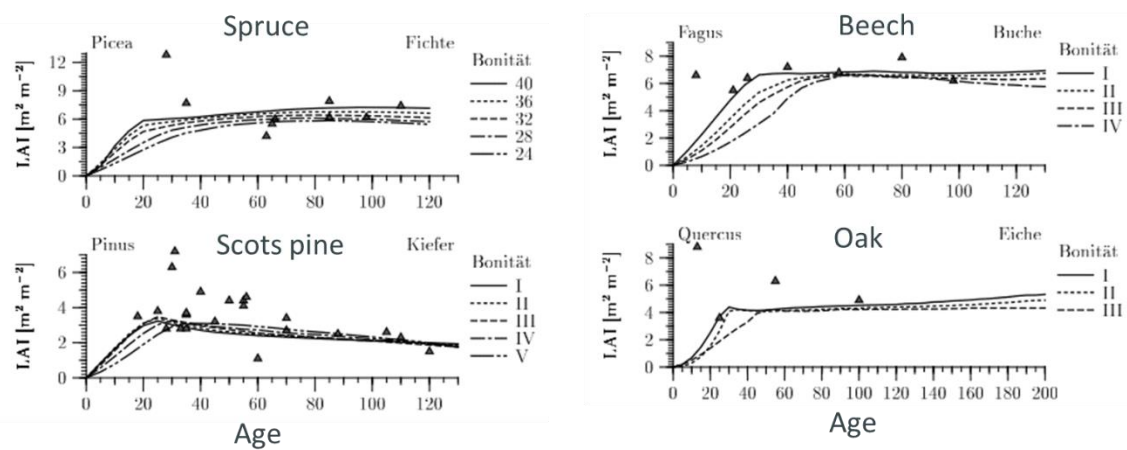 Spruce
Picea
Fichte
LAI [m² m⁻²]
12
9
6
3
0
0 20 40 60 80 100 120
Bonität
40
36
32
28
24
Beech
Fagus
Buche
LAI [m² m⁻²]
8
6
4
2
0
0 20 40 60 80 100 120
Bonität
I
II
III
IV
Scots pine
Pinus
Kiefer
LAI [m² m⁻²]
6
4
2
0
0 20 40 60 80 100 120
Age
Bonität
I
II
III
IV
V
Oak
Quercus
Eiche
LAI [m² m⁻²]
8
6
4
2
0
0 20 40 60 80 100 120 140 160 180 200
Age
Bonität
I
II
III